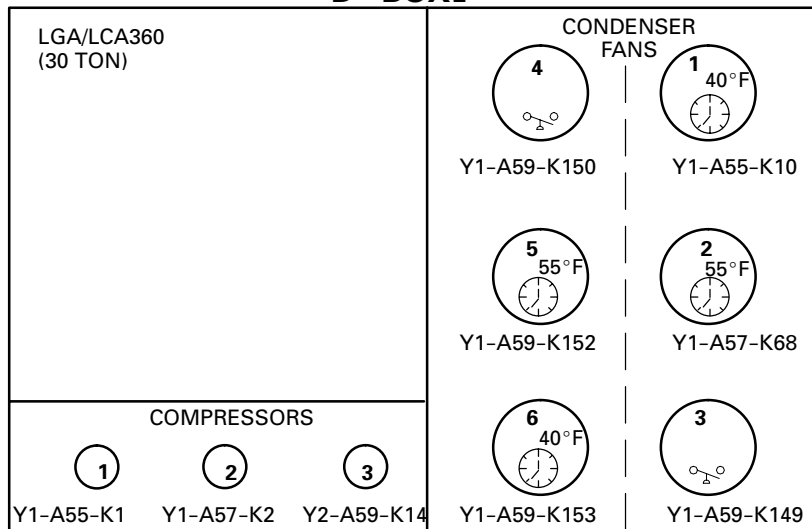 LGA/LCA360
(30 TON)
CONDENSER
FANS
4
1
40°F
Y1-A59-K150
Y1-A55-K10
5
55°F
2
55°F
Y1-A59-K152
Y1-A57-K68
6
40°F
3
Y1-A59-K153
Y1-A59-K149
COMPRESSORS
1
2
3
Y1-A55-K1
Y1-A57-K2
Y2-A59-K14